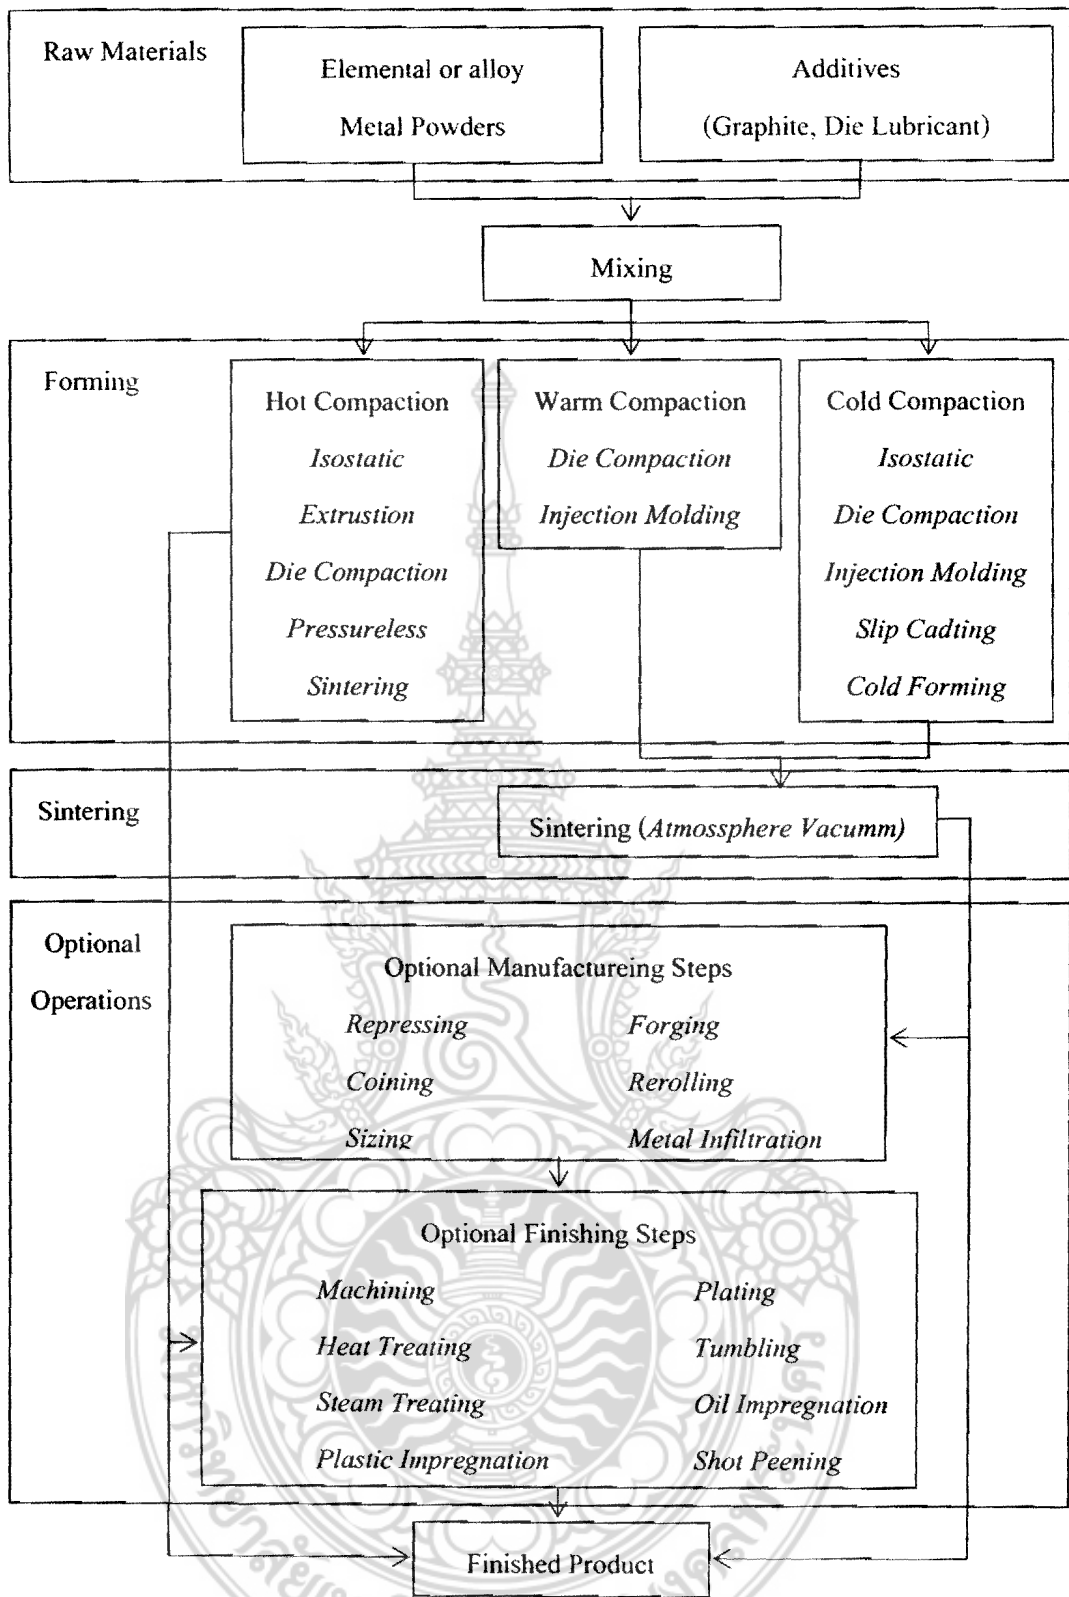 Raw Materials
Elemental or alloy
Metal Powders
Additives
(Graphite, Die Lubricant)
Mixing
Forming
Hot Compaction
Isostatic
Extrustion
Die Compaction
Pressureless
Sintering
Warm Compaction
Die Compaction
Injection Molding
Cold Compaction
Isostatic
Die Compaction
Injection Molding
Slip Cadting
Cold Forming
Sintering
Sintering (Atmossphere Vacumm)
Optional
Operations
Optional Manufactureing Steps
Repressing
Forging
Coining
Rerolling
Sizing
Metal Infiltration
Optional Finishing Steps
Machining
Plating
Heat Treating
Tumbling
Steam Treating
Oil Impregnation
Plastic Impregnation
Shot Peening
Finished Product